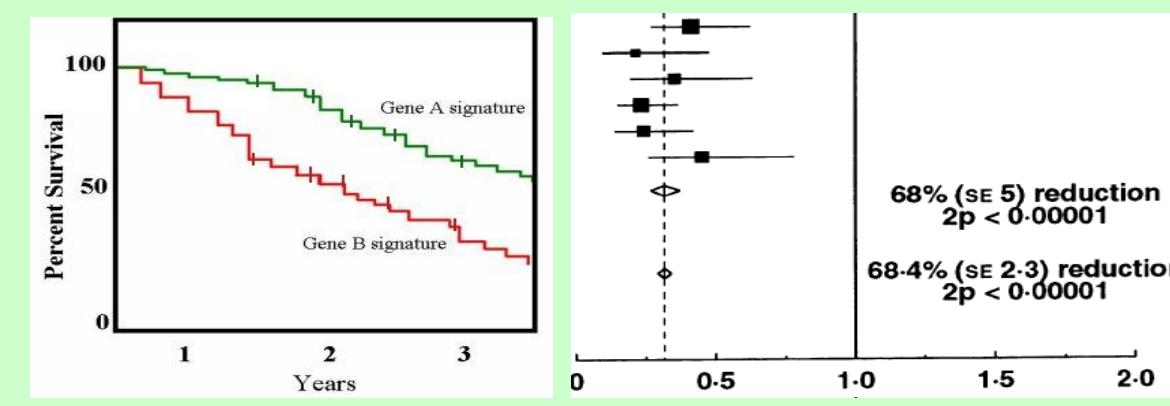 100
50
0
Percent Survival
Gene A signature
Gene B signature
1 2 3
Years
68% (SE 5) reduction
2p < 0·00001
68·4% (SE 2·3) reductio
2p < 0·00001
0 0·5 1·0 1·5 2·0